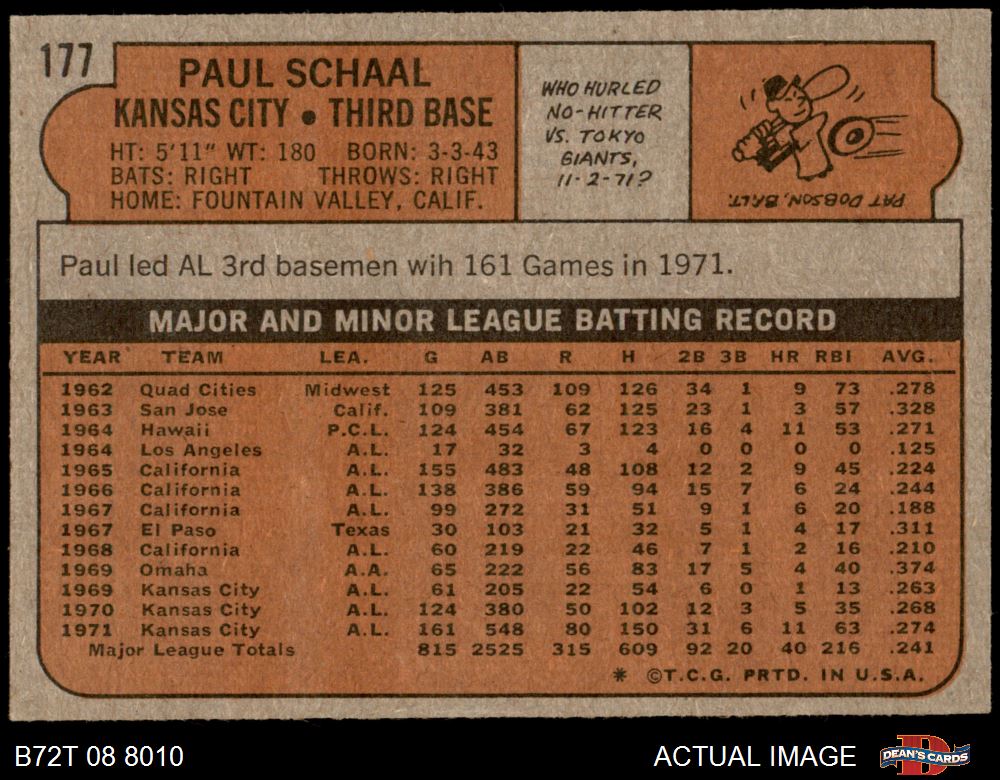 177
PAUL SCHAAL
KANSAS CITY • THIRD BASE
HT: 5'11" WT: 180 BORN: 3-3-43
BATS: RIGHT THROWS: RIGHT
HOME: FOUNTAIN VALLEY, CALIF.
WHO HURLED
NO-HITTER
VS. TOKYO
GIANTS,
11-2-71?
PAT DOBSON, BALT.
Paul led AL 3rd basemen wih 161 Games in 1971.
MAJOR AND MINOR LEAGUE BATTING RECORD
YEAR TEAM LEA. G AB R H 2B 3B HR RBI AVG.
1962 Quad Cities Midwest 125 453 109 126 34 1 9 73 .278
1963 San Jose Calif. 109 381 62 125 23 1 3 57 .328
1964 Hawaii P.C.L. 124 454 67 123 16 4 11 53 .271
1964 Los Angeles A.L. 17 32 3 4 0 0 0 0 .125
1965 California A.L. 155 483 48 108 12 2 9 45 .224
1966 California A.L. 138 386 59 94 15 7 6 24 .244
1967 California A.L. 99 272 31 51 9 1 6 20 .188
1967 El Paso Texas 30 103 21 32 5 1 4 17 .311
1968 California A.L. 60 219 22 46 7 1 2 16 .210
1969 Omaha A.A. 65 222 56 83 17 5 4 40 .374
1969 Kansas City A.L. 61 205 22 54 6 0 1 13 .263
1970 Kansas City A.L. 124 380 50 102 12 3 5 35 .268
1971 Kansas City A.L. 161 548 80 150 31 6 11 63 .274
Major League Totals 815 2525 315 609 92 20 40 216 .241
* ©T.C.G. PRTD. IN U.S.A.
B72T 08 8010 ACTUAL IMAGE D DEAN'S CARDS